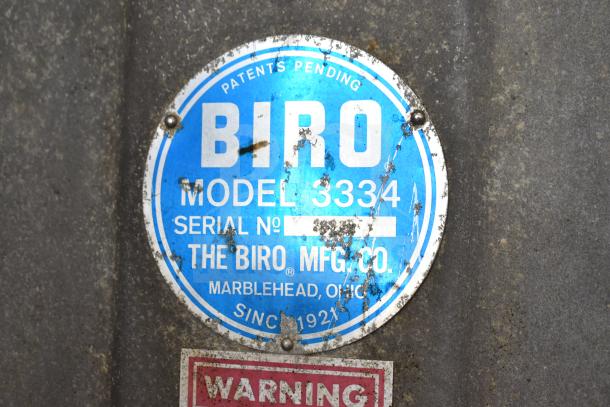 PATENTS PENDING
BIRO
MODEL 3334
SERIAL Nº
THE BIRO® MFG. CO.
MARBLEHEAD, OHIO
SINCE 1921
WARNING